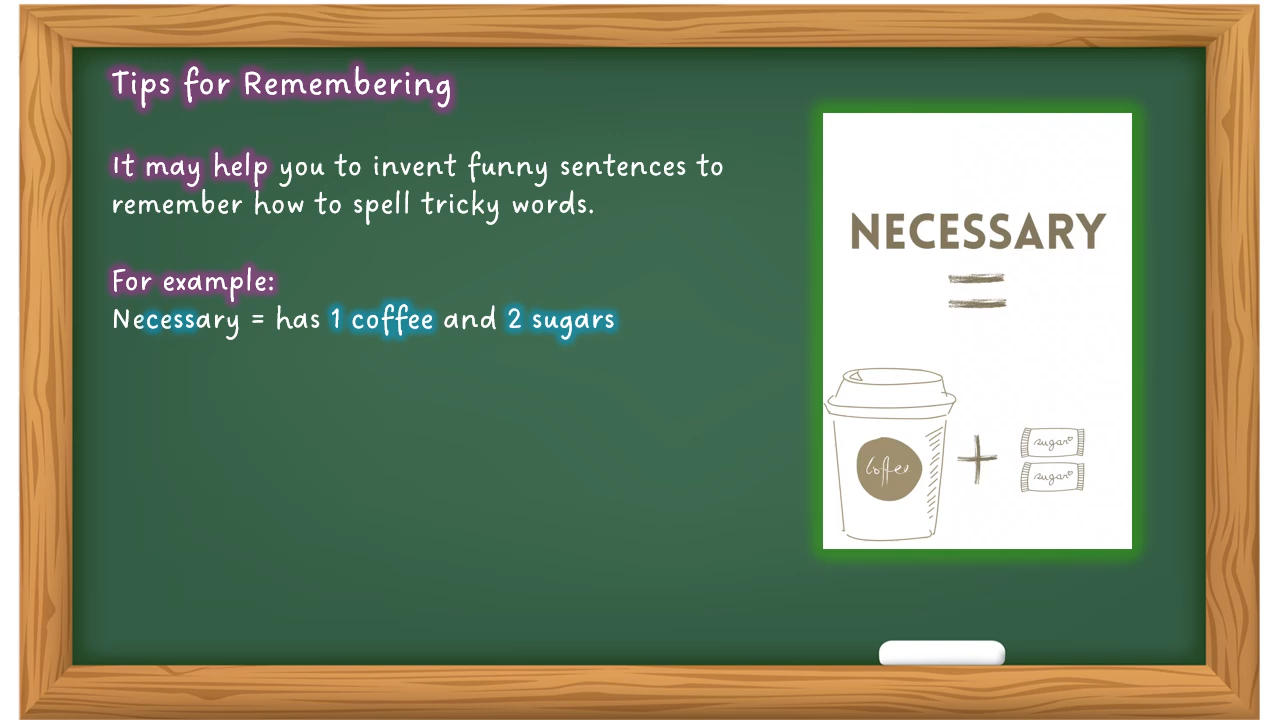 Tips for Remembering
It may help you to invent funny sentences to
remember how to spell tricky words.
For example:
Necessary = has 1 coffee and 2 sugars
NECESSARY
=
Coffee
+
sugar
sugar